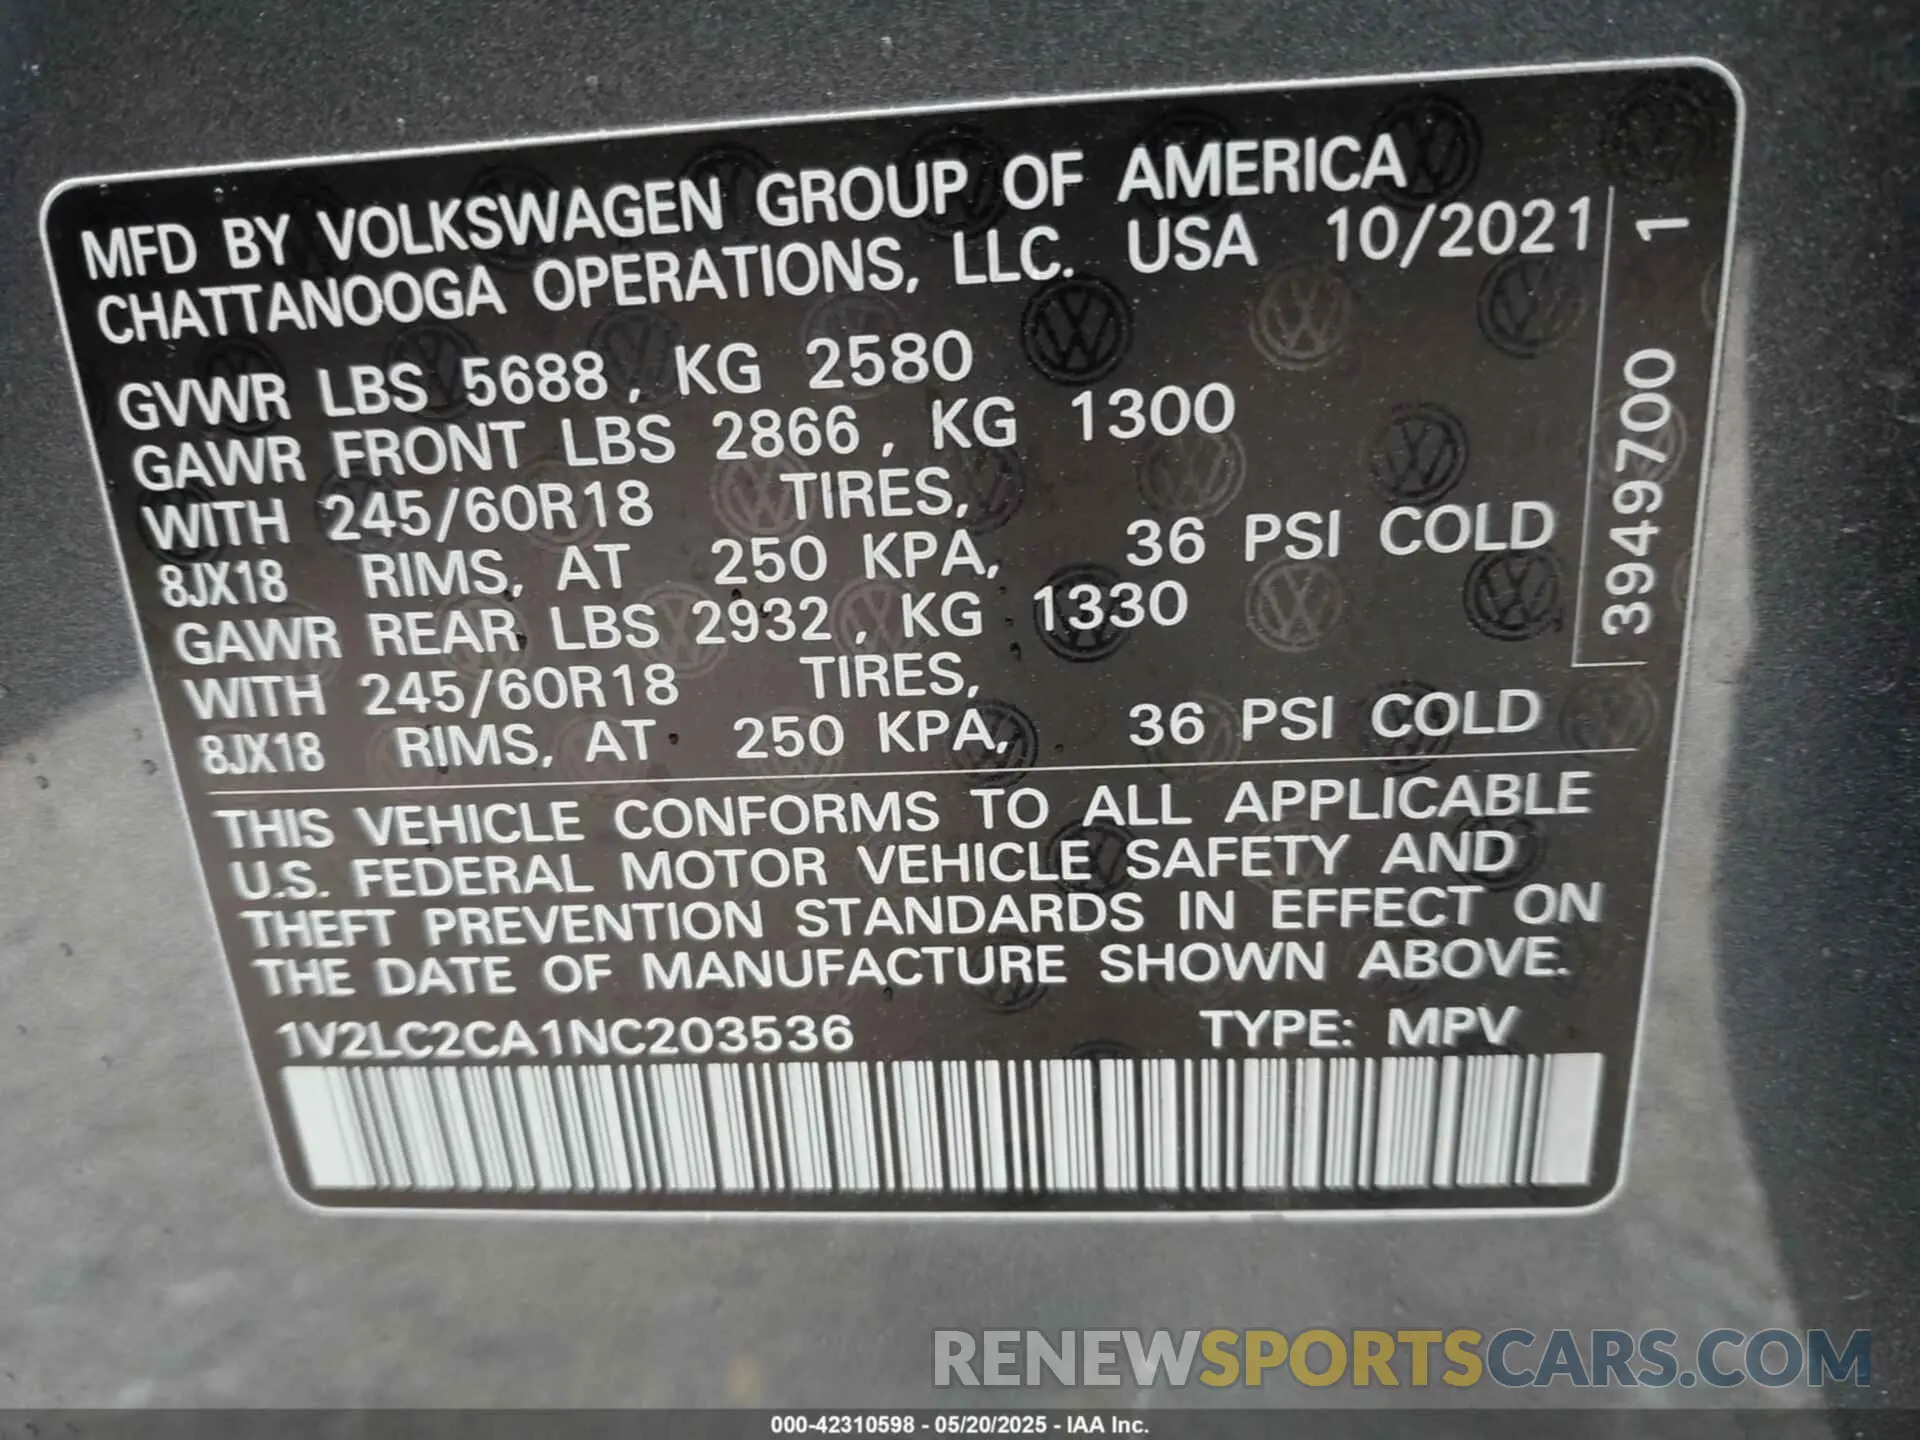 MFD BY VOLKSWAGEN GROUP OF AMERICA
CHATTANOOGA OPERATIONS, LLC. USA 10/2021
GVWR LBS 5688, KG 2580
GAWR FRONT LBS 2866, KG 1300
WITH 245/60R18 TIRES,
8JX18 RIMS, AT 250 KPA, 36 PSI COLD
GAWR REAR LBS 2932, KG 1330
WITH 245/60R18 TIRES,
8JX18 RIMS, AT 250 KPA, 36 PSI COLD
3949700 1
THIS VEHICLE CONFORMS TO ALL APPLICABLE
U.S. FEDERAL MOTOR VEHICLE SAFETY AND
THEFT PREVENTION STANDARDS IN EFFECT ON
THE DATE OF MANUFACTURE SHOWN ABOVE.
1V2LC2CA1NC203536 TYPE: MPV
RENEWSPORTSCARS.COM
000-42310598 - 05/20/2025 - IAA Inc.